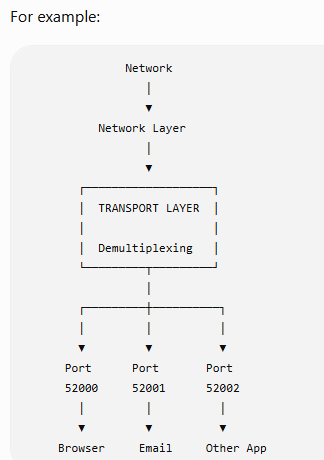 For example:
Network
Network Layer
TRANSPORT LAYER
Demultiplexing
Port Port Port
52000 52001 52002
Browser Email Other App